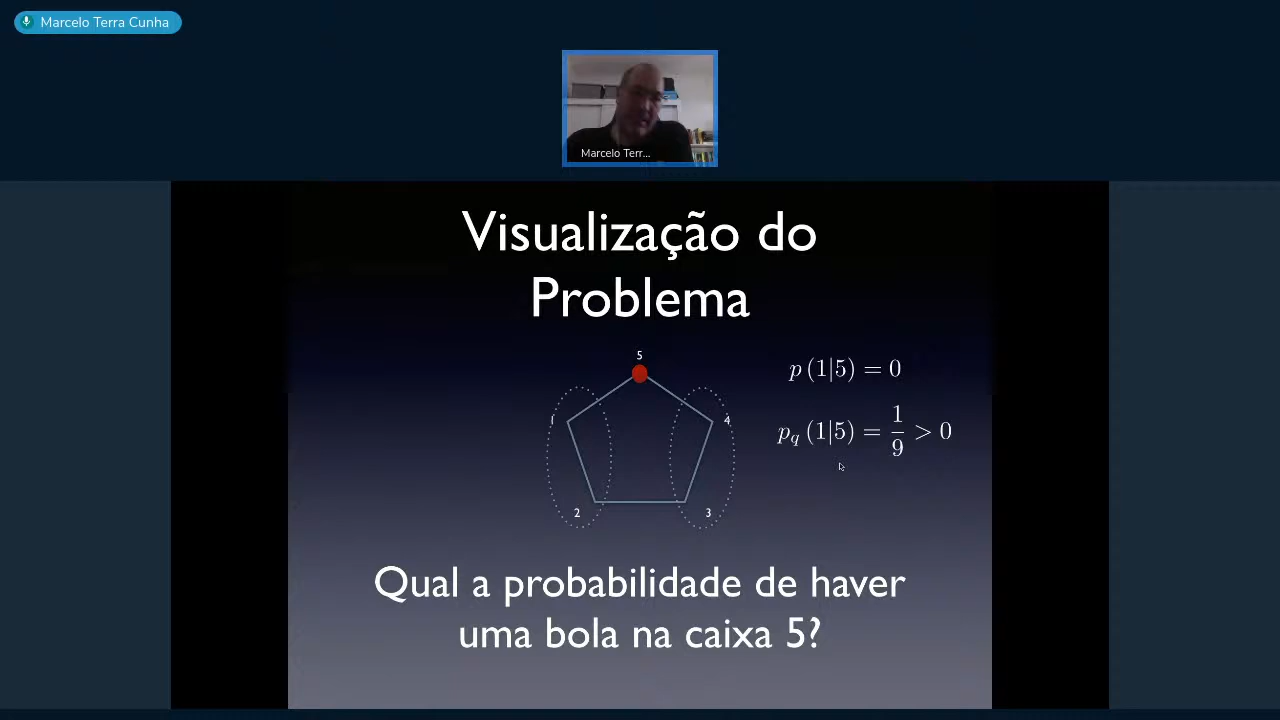 Marcelo Terra Cunha
Marcelo Terr...
Visualização do
Problema
5
1
4
2
3
p (1|5) = 0
p_q (1|5) = 1/9 > 0
Qual a probabilidade de haver
uma bola na caixa 5?